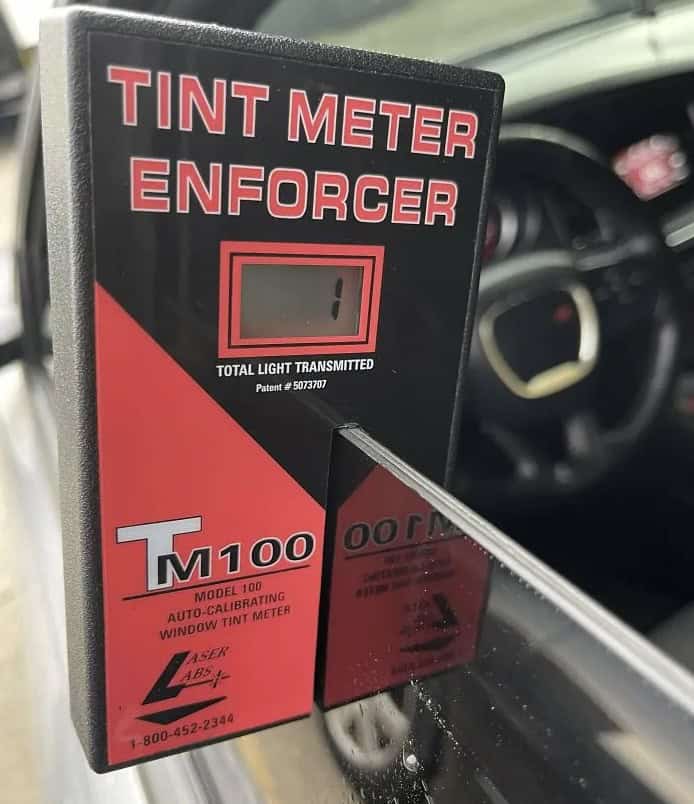 TINT METER
ENFORCER
1
TOTAL LIGHT TRANSMITTED
Patent # 5073707
TM100
MODEL 100
AUTO-CALIBRATING
WINDOW TINT METER
LASER
LABS
1-800-452-2344